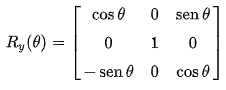 R_y(θ) = [ cos θ 0 sen θ
0 1 0
− sen θ 0 cos θ ]